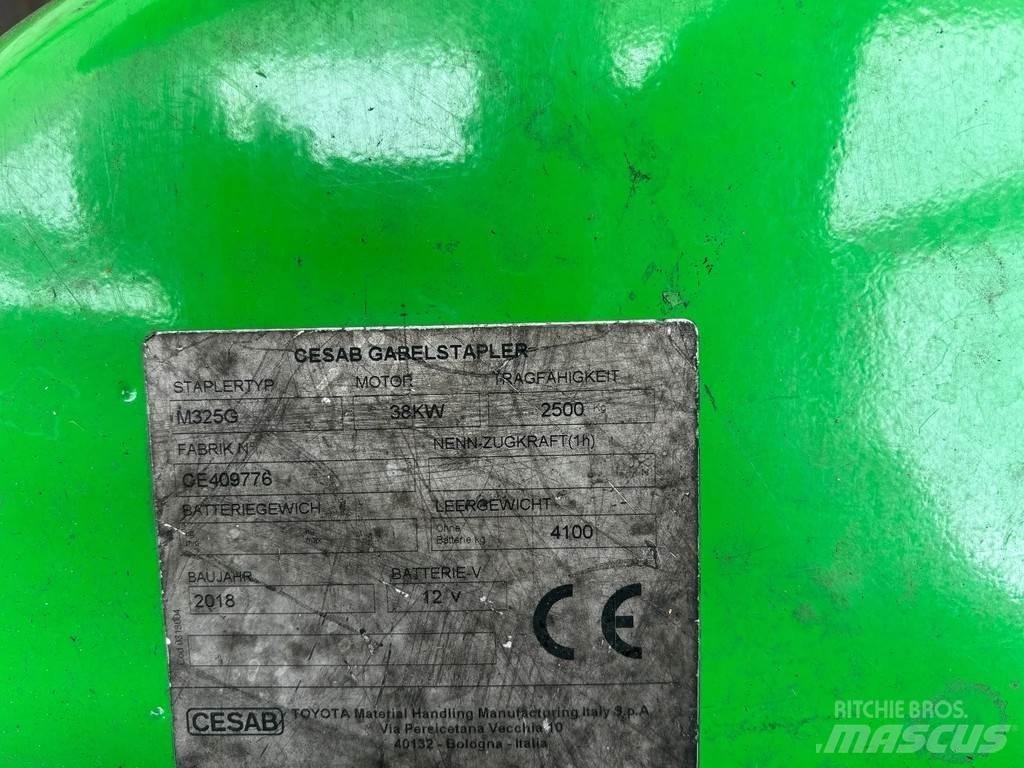 CESAB GABELSTAPLER
STAPLERTYP MOTOR TRAGFÄHIGKEIT
M325G 38KW 2500 Kg
FABRIK N° NENN-ZUGKRAFT(1h)
CE409776
BATTERIEGEWICH LEERGEWICHT
max. Ohne
Batterie kg 4100
BAUJAHR BATTERIE-V
2018 12 V
CE
CESAB TOYOTA Material Handling Manufacturing Italy S.p.A
Via Persicetana Vecchia 10
40132 - Bologna - Italia
RITCHIE BROS.
MASCUS